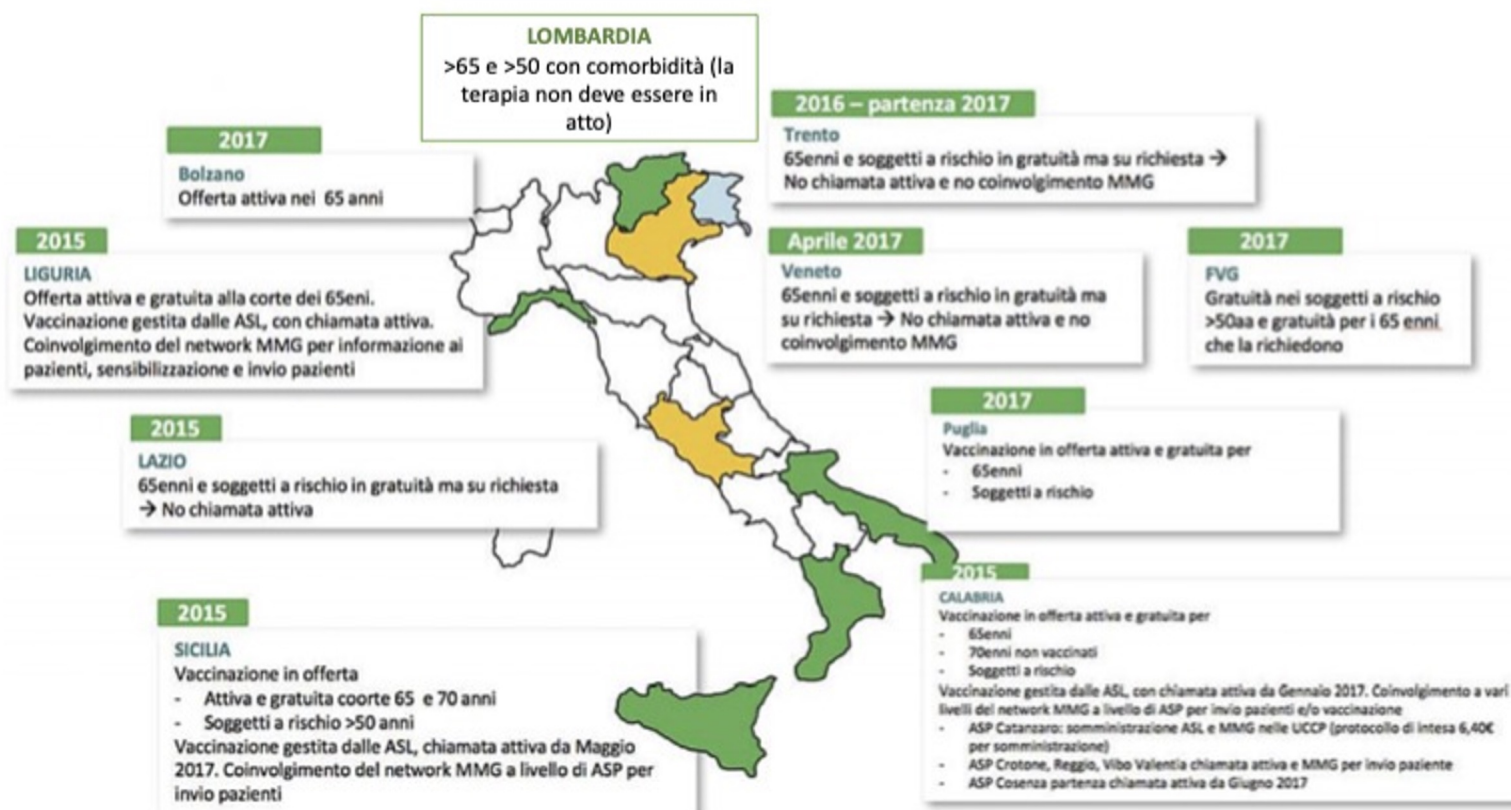 LOMBARDIA
>65 e >50 con comorbidità (la
terapia non deve essere in
atto)
2017
Bolzano
Offerta attiva nei 65 anni
2016 – partenza 2017
Trento
65enni e soggetti a rischio in gratuità ma su richiesta →
No chiamata attiva e no coinvolgimento MMG
2015
LIGURIA
Offerta attiva e gratuita alla corte dei 65eni.
Vaccinazione gestita dalle ASL, con chiamata attiva.
Coinvolgimento del network MMG per informazione ai
pazienti, sensibilizzazione e invio pazienti
Aprile 2017
Veneto
65enni e soggetti a rischio in gratuità ma
su richiesta → No chiamata attiva e no
coinvolgimento MMG
2017
FVG
Gratuità nei soggetti a rischio
>50aa e gratuità per i 65 enni
che la richiedono
2015
LAZIO
65enni e soggetti a rischio in gratuità ma su richiesta
→ No chiamata attiva
2017
Puglia
Vaccinazione in offerta attiva e gratuita per
- 65enni
- Soggetti a rischio
2015
SICILIA
Vaccinazione in offerta
- Attiva e gratuita coorte 65 e 70 anni
- Soggetti a rischio >50 anni
Vaccinazione gestita dalle ASL, chiamata attiva da Maggio
2017. Coinvolgimento del network MMG a livello di ASP per
invio pazienti
2015
CALABRIA
Vaccinazione in offerta attiva e gratuita per
- 65enni
- 70enni non vaccinati
- Soggetti a rischio
Vaccinazione gestita dalle ASL, con chiamata attiva da Gennaio 2017. Coinvolgimento a vari
livelli del network MMG a livello di ASP per invio pazienti e/o vaccinazione
- ASP Catanzaro: somministrazione ASL e MMG nelle UCCP (protocollo di intesa 6,40€
per somministrazione)
- ASP Crotone, Reggio, Vibo Valentia chiamata attiva e MMG per invio paziente
- ASP Cosenza partenza chiamata attiva da Giugno 2017